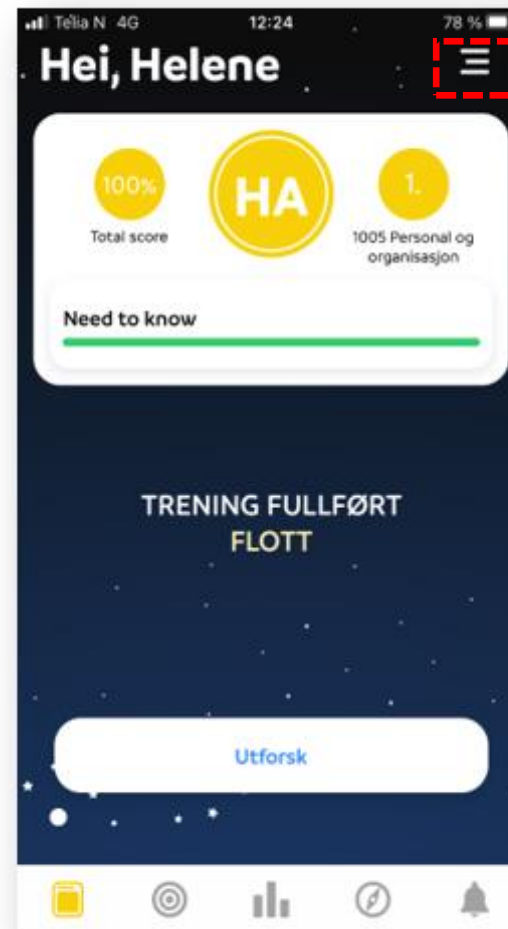 Telia N 4G 12:24 78 %
Hei, Helene
100%
Total score
HA
1.
1005 Personal og
organisasjon
Need to know
TRENING FULLFØRT
FLOTT
Utforsk